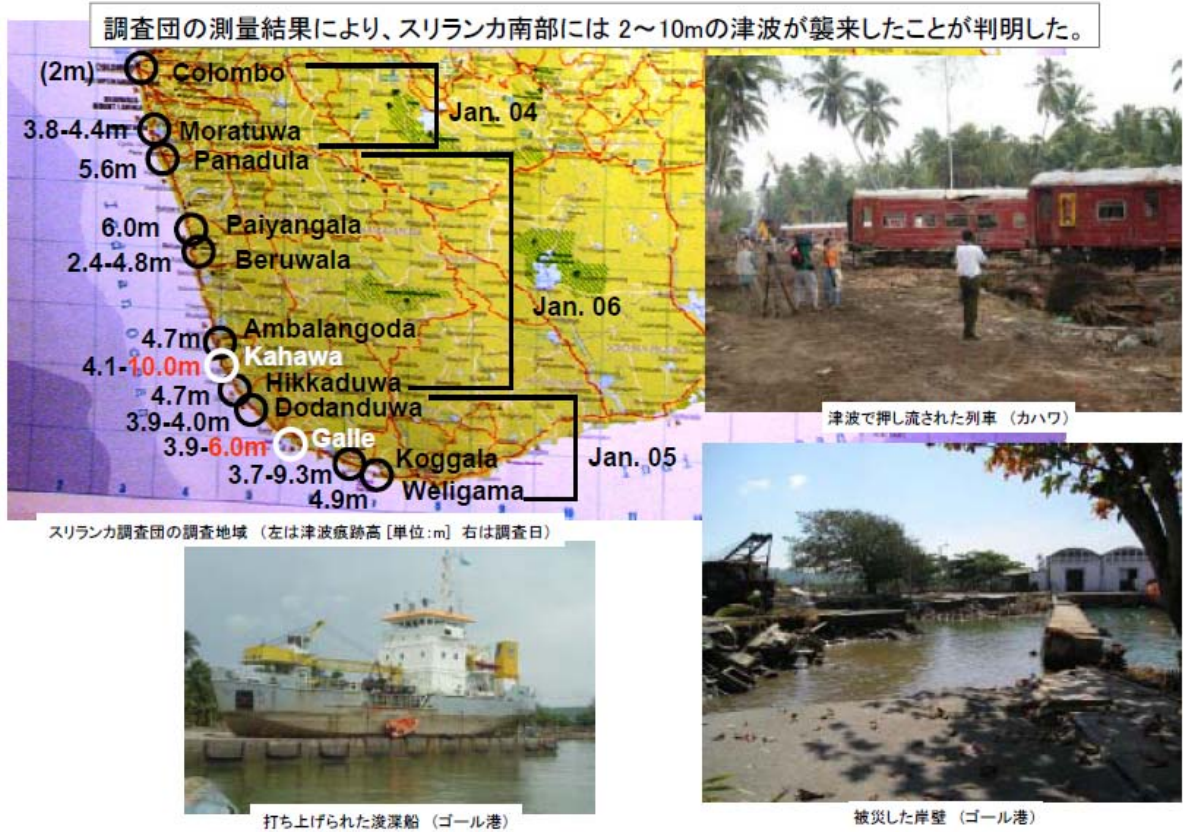 調査団の測量結果により、スリランカ南部には 2～10mの津波が襲来したことが判明した。
(2m) Colombo
Jan. 04
3.8-4.4m Moratuwa
5.6m Panadula
6.0m Paiyangala
2.4-4.8m Beruwala
Jan. 06
4.7m Ambalangoda
4.1-10.0m Kahawa
4.7m Hikkaduwa
3.9-4.0m Dodanduwa
3.9-6.0m Galle
Jan. 05
3.7-9.3m Koggala
4.9m Weligama
スリランカ調査団の調査地域 (左は津波痕跡高 [単位:m] 右は調査日)
津波で押し流された列車 (カハワ)
打ち上げられた浚渫船 (ゴール港)
被災した岸壁 (ゴール港)